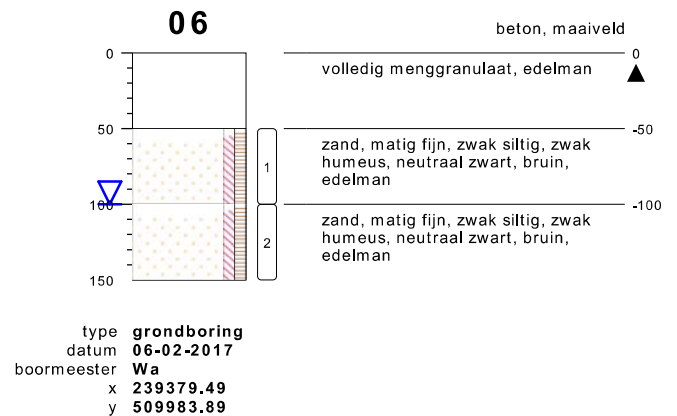 06
beton, maaiveld
0
0
volledig menggranulaat, edelman
50
-50
zand, matig fijn, zwak siltig, zwak
humeus, neutraal zwart, bruin,
edelman
1
100
-100
zand, matig fijn, zwak siltig, zwak
humeus, neutraal zwart, bruin,
edelman
2
150
type grondboring
datum 06-02-2017
boormeester Wa
x 239379.49
y 509983.89